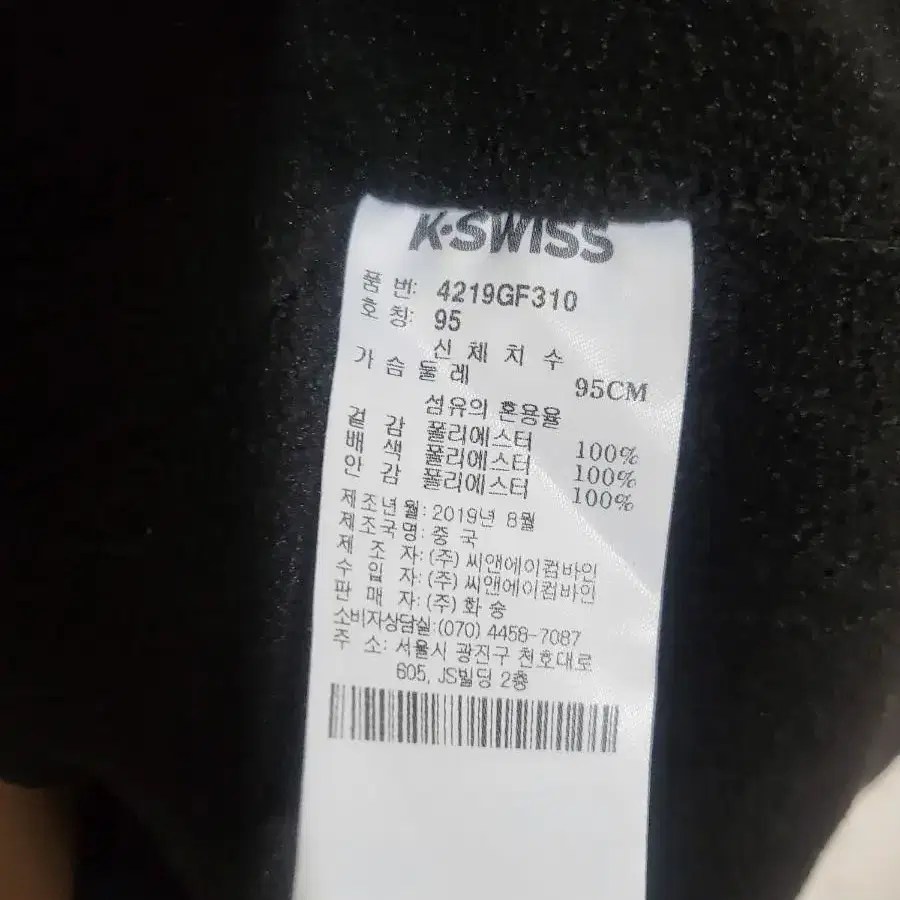 K·SWISS
품 번: 4219GF310
호 칭: 95
신 체 치 수
가 슴 둘 레 95CM
섬유의 혼용율
겉 감 폴리에스터 100%
배 색 폴리에스터 100%
안 감 폴리에스터 100%
제조년월: 2019년 8월
제조국명: 중 국
제 조 자: (주) 씨앤에이컴바인
수 입 자: (주) 씨앤에이컴바인
판 매 자: (주) 화 승
소비자상담실:(070) 4458-7087
주 소: 서울시 광진구 천호대로
605, JS빌딩 2층